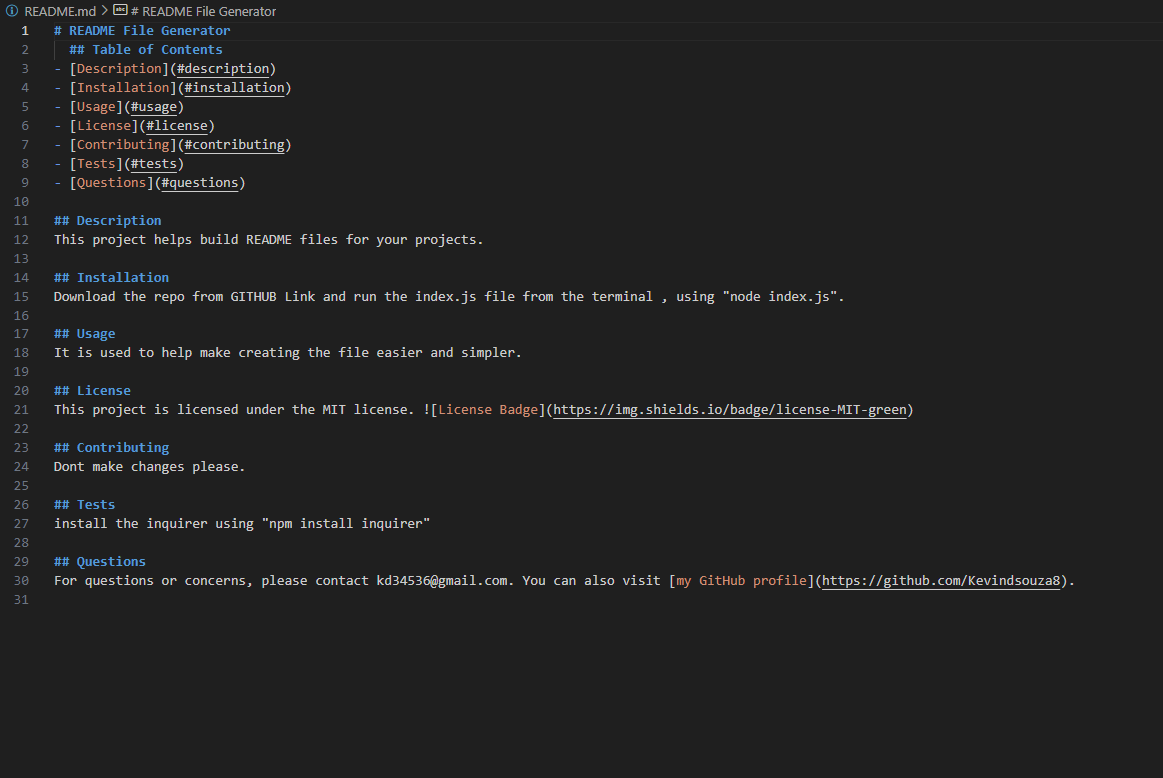 README.md > # README File Generator
1 # README File Generator
2   ## Table of Contents
3 - [Description](#description)
4 - [Installation](#installation)
5 - [Usage](#usage)
6 - [License](#license)
7 - [Contributing](#contributing)
8 - [Tests](#tests)
9 - [Questions](#questions)
10
11 ## Description
12 This project helps build README files for your projects.
13
14 ## Installation
15 Download the repo from GITHUB Link and run the index.js file from the terminal , using "node index.js".
16
17 ## Usage
18 It is used to help make creating the file easier and simpler.
19
20 ## License
21 This project is licensed under the MIT license. ![License Badge](https://img.shields.io/badge/license-MIT-green)
22
23 ## Contributing
24 Dont make changes please.
25
26 ## Tests
27 install the inquirer using "npm install inquirer"
28
29 ## Questions
30 For questions or concerns, please contact kd34536@gmail.com. You can also visit [my GitHub profile](https://github.com/Kevindsouza8).
31